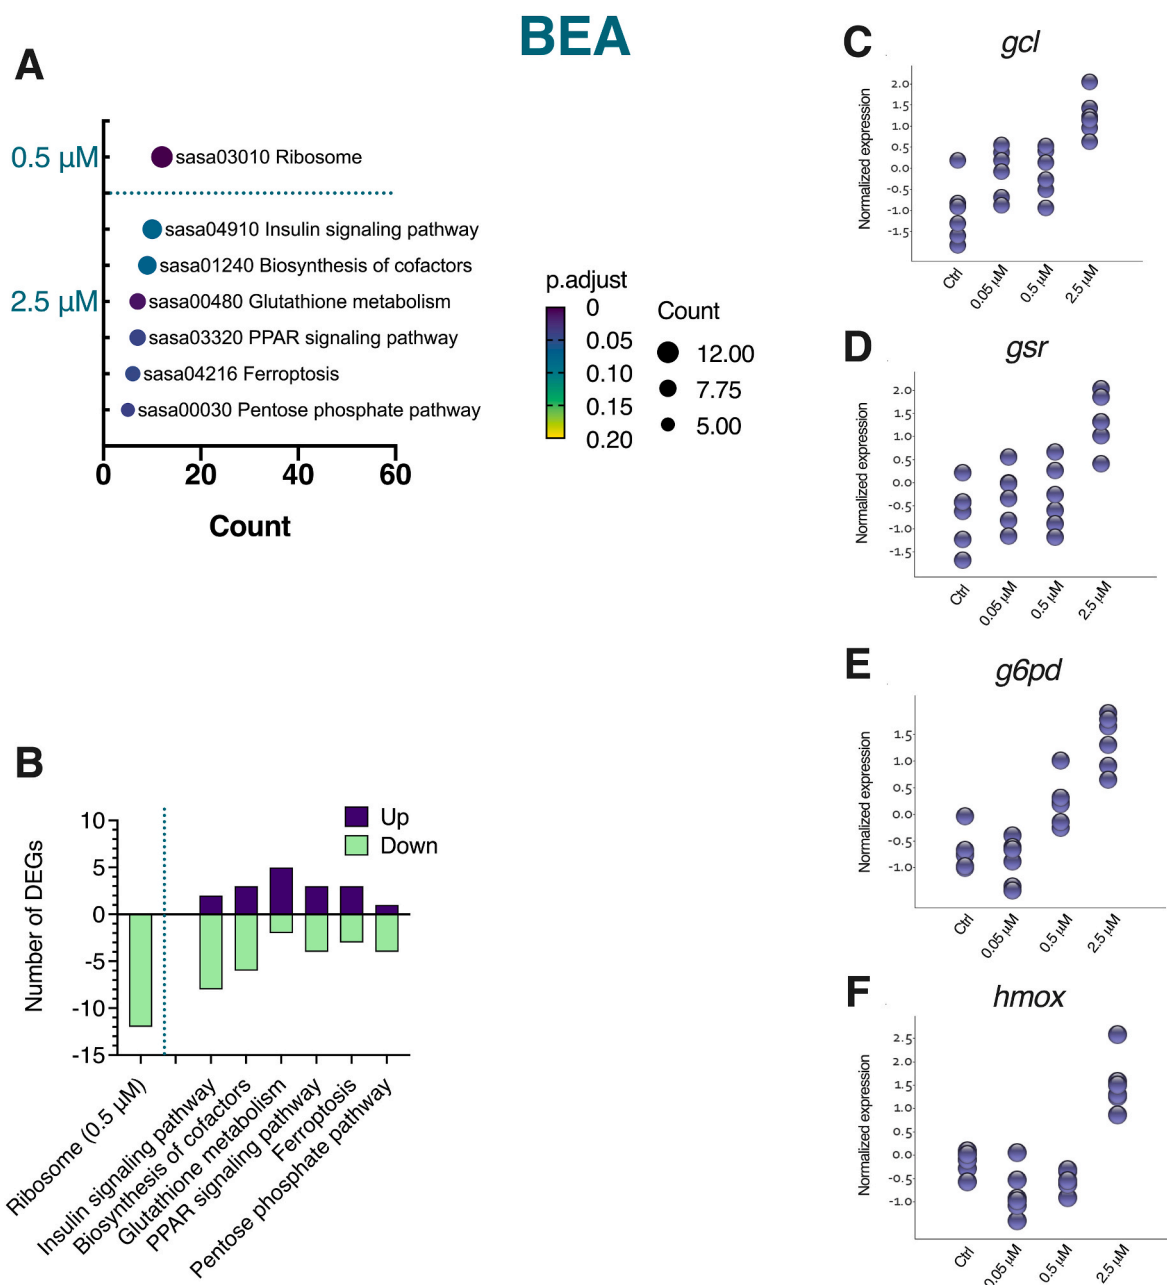 BEA
A
0.5 µM
sasa03010 Ribosome
sasa04910 Insulin signaling pathway
sasa01240 Biosynthesis of cofactors
2.5 µM
sasa00480 Glutathione metabolism
sasa03320 PPAR signaling pathway
sasa04216 Ferroptosis
sasa00030 Pentose phosphate pathway
0 20 40 60
Count
p.adjust
0
0.05
0.10
0.15
0.20
Count
12.00
7.75
5.00
B
Up
Down
Number of DEGs
10
5
0
-5
-10
-15
Ribosome (0.5 µM)
Insulin signaling pathway
Biosynthesis of cofactors
Glutathione metabolism
PPAR signaling pathway
Ferroptosis
Pentose phosphate pathway
C
gcl
Normalized expression
2.0
1.5
1.0
0.5
0.0
-0.5
-1.0
-1.5
Ctrl
0.05 µM
0.5 µM
2.5 µM
D
gsr
Normalized expression
2.0
1.5
1.0
0.5
0.0
-0.5
-1.0
-1.5
Ctrl
0.05 µM
0.5 µM
2.5 µM
E
g6pd
Normalized expression
1.5
1.0
0.5
0.0
-0.5
-1.0
Ctrl
0.05 µM
0.5 µM
2.5 µM
F
hmox
Normalized expression
2.5
2.0
1.5
1.0
0.5
0.0
-0.5
-1.0
Ctrl
0.05 µM
0.5 µM
2.5 µM